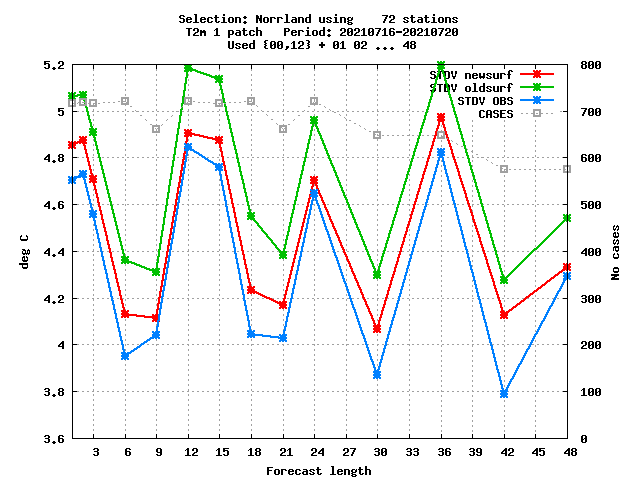 Selection: Norrland using    72 stations
T2m 1 patch   Period: 20210716-20210720
Used {00,12} + 01 02 ... 48
STDV newsurf
STDV oldsurf
STDV OBS
CASES
5.2
5
4.8
4.6
4.4
4.2
4
3.8
3.6
deg C
800
700
600
500
400
300
200
100
0
No cases
3 6 9 12 15 18 21 24 27 30 33 36 39 42 45 48
Forecast length